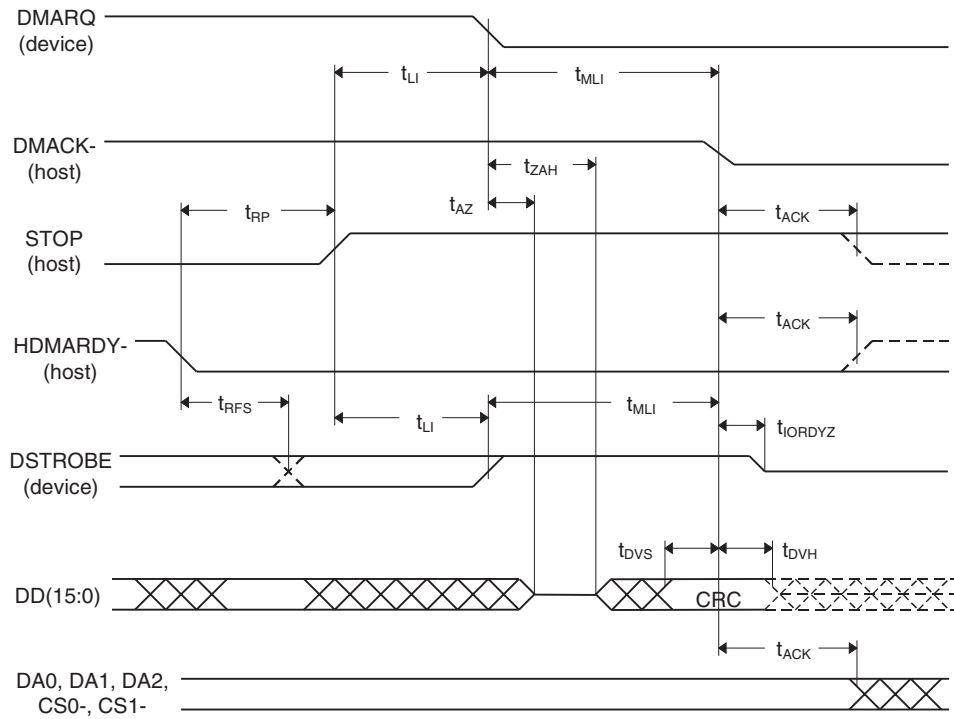 DMARQ
(device)
tLI
tMLI
DMACK-
(host)
tZAH
tAZ
tRP
tACK
STOP
(host)
tACK
HDMARDY-
(host)
tRFS
tLI
tMLI
tIORDYZ
DSTROBE
(device)
tDVS
tDVH
DD(15:0)
CRC
tACK
DA0, DA1, DA2,
CS0-, CS1-